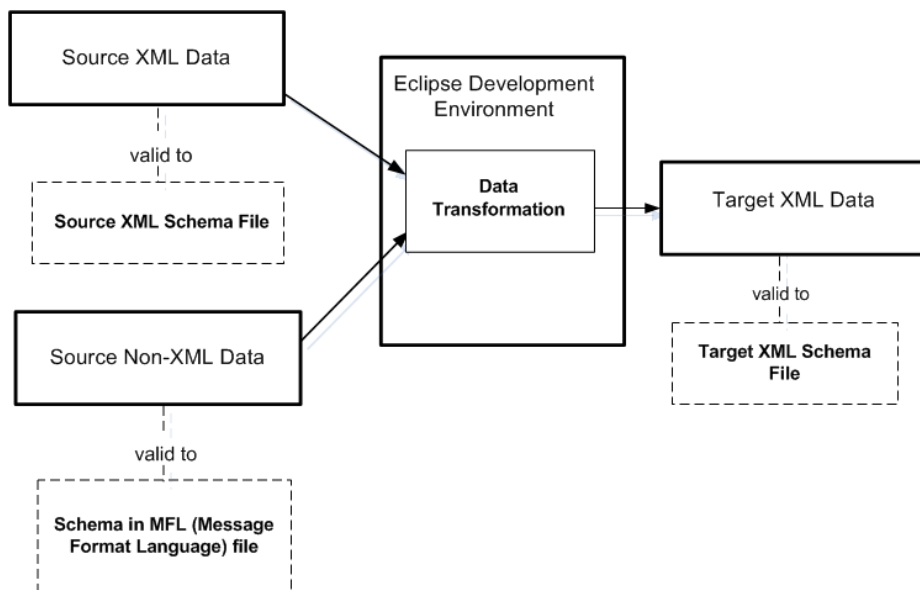 Source XML Data
valid to
Source XML Schema File
Source Non-XML Data
valid to
Schema in MFL (Message
Format Language) file
Eclipse Development
Environment
Data
Transformation
Target XML Data
valid to
Target XML Schema
File